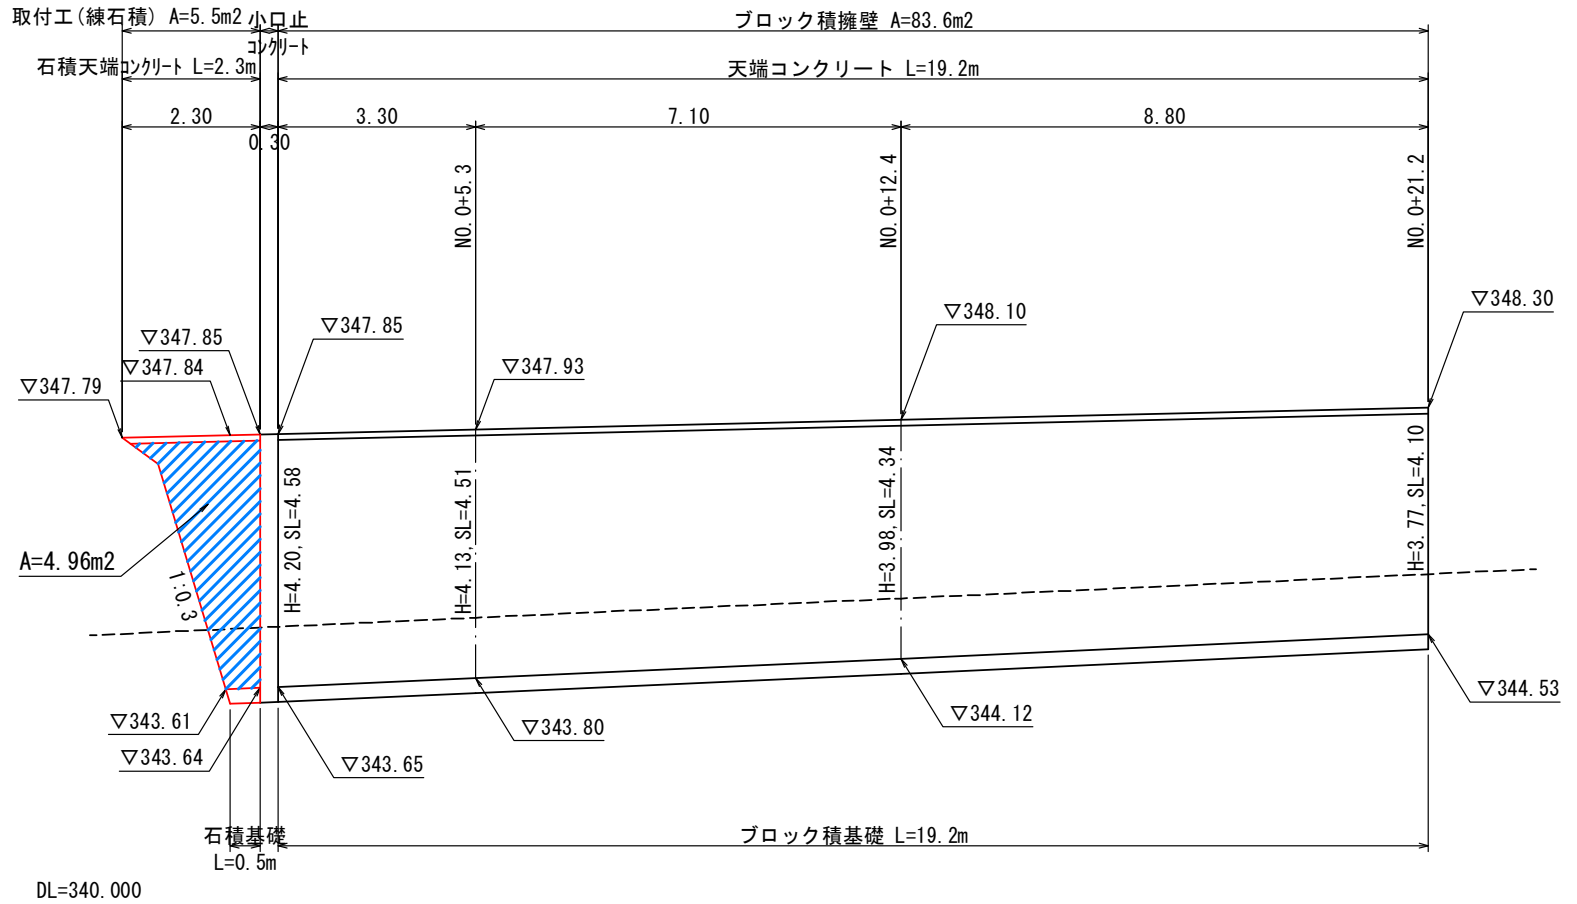 取付工(練石積) A=5.5m2
小口止
コンクリート
ブロック積擁壁 A=83.6m2
石積天端コンクリート L=2.3m
天端コンクリート L=19.2m
2.30
0.30
3.30
7.10
8.80
NO.0+5.3
NO.0+12.4
NO.0+21.2
▽348.30
▽348.10
▽347.85
▽347.85
▽347.84
▽347.93
▽347.79
H=4.20,SL=4.58
H=4.13,SL=4.51
H=3.98,SL=4.34
H=3.77,SL=4.10
A=4.96m2
1:0.3
▽344.53
▽343.61
▽343.80
▽344.12
▽343.64
▽343.65
石積基礎
L=0.5m
ブロック積基礎 L=19.2m
DL=340.000